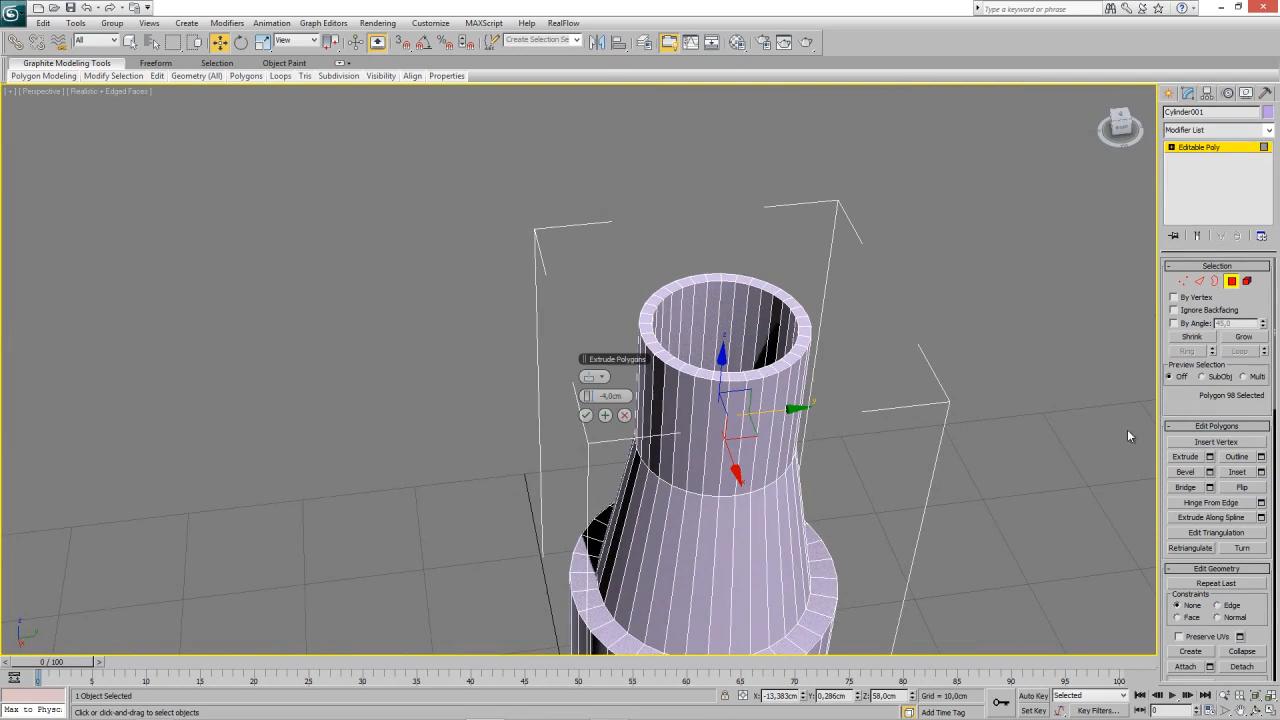 Type a keyword or phrase
Edit Tools Group Views Create Modifiers Animation Graph Editors Rendering Customize MAXScript Help RealFlow
All View Create Selection Se
Graphite Modeling Tools Freeform Selection Object Paint
Polygon Modeling Modify Selection Edit Geometry (All) Polygons Loops Tris Subdivision Visibility Align Properties
[ + ] [ Perspective ] [ Realistic + Edged Faces ]
Extrude Polygons
-4,0cm
Cylinder001
Modifier List
Editable Poly
Selection
By Vertex
Ignore Backfacing
By Angle: 45,0
Shrink Grow
Ring Loop
Preview Selection
Off SubObj Multi
Polygon 98 Selected
Edit Polygons
Insert Vertex
Extrude Outline
Bevel Inset
Bridge Flip
Hinge From Edge
Extrude Along Spline
Edit Triangulation
Retriangulate Turn
Edit Geometry
Repeat Last
Constraints
None Edge
Face Normal
Preserve UVs
Create Collapse
Attach Detach
z
y
x
z
y
x
0 / 100
0 5 10 15 20 25 30 35 40 45 50 55 60 65 70 75 80 85 90 95 100
1 Object Selected X: -13,383cm Y: 0,286cm Z: 58,0cm Grid = 10,0cm Auto Key Selected
Max to Physc Click or click-and-drag to select objects Add Time Tag Set Key Key Filters... 0